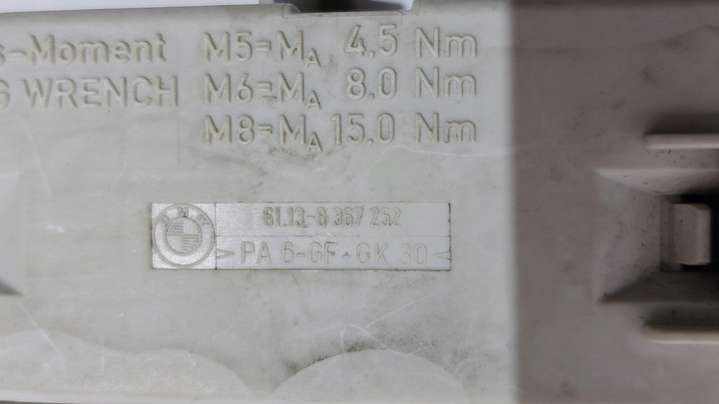 s-Moment M5=MA 4,5 Nm
G WRENCH M6=MA 8,0 Nm
M8=MA 15,0 Nm
BMW
61.13-8 367 252
>PA 6-GF·GK 30<